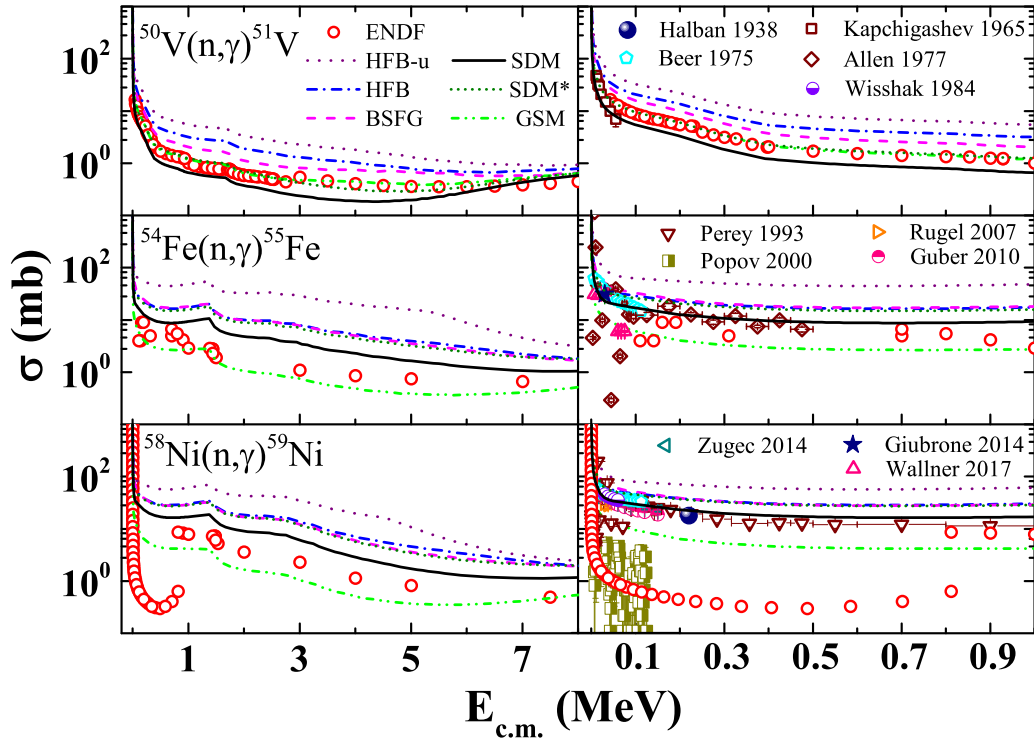 ⁵⁰V(n,γ)⁵¹V
ENDF
HFB-u
HFB
BSFG
SDM
SDM*
GSM
Halban 1938
Beer 1975
Kapchigashev 1965
Allen 1977
Wisshak 1984
10²
10⁰
⁵⁴Fe(n,γ)⁵⁵Fe
Perey 1993
Popov 2000
Rugel 2007
Guber 2010
10²
10⁰
σ (mb)
⁵⁸Ni(n,γ)⁵⁹Ni
Zugec 2014
Giubrone 2014
Wallner 2017
10²
10⁰
1 3 5 7
0.1 0.3 0.5 0.7 0.9
E_c.m. (MeV)